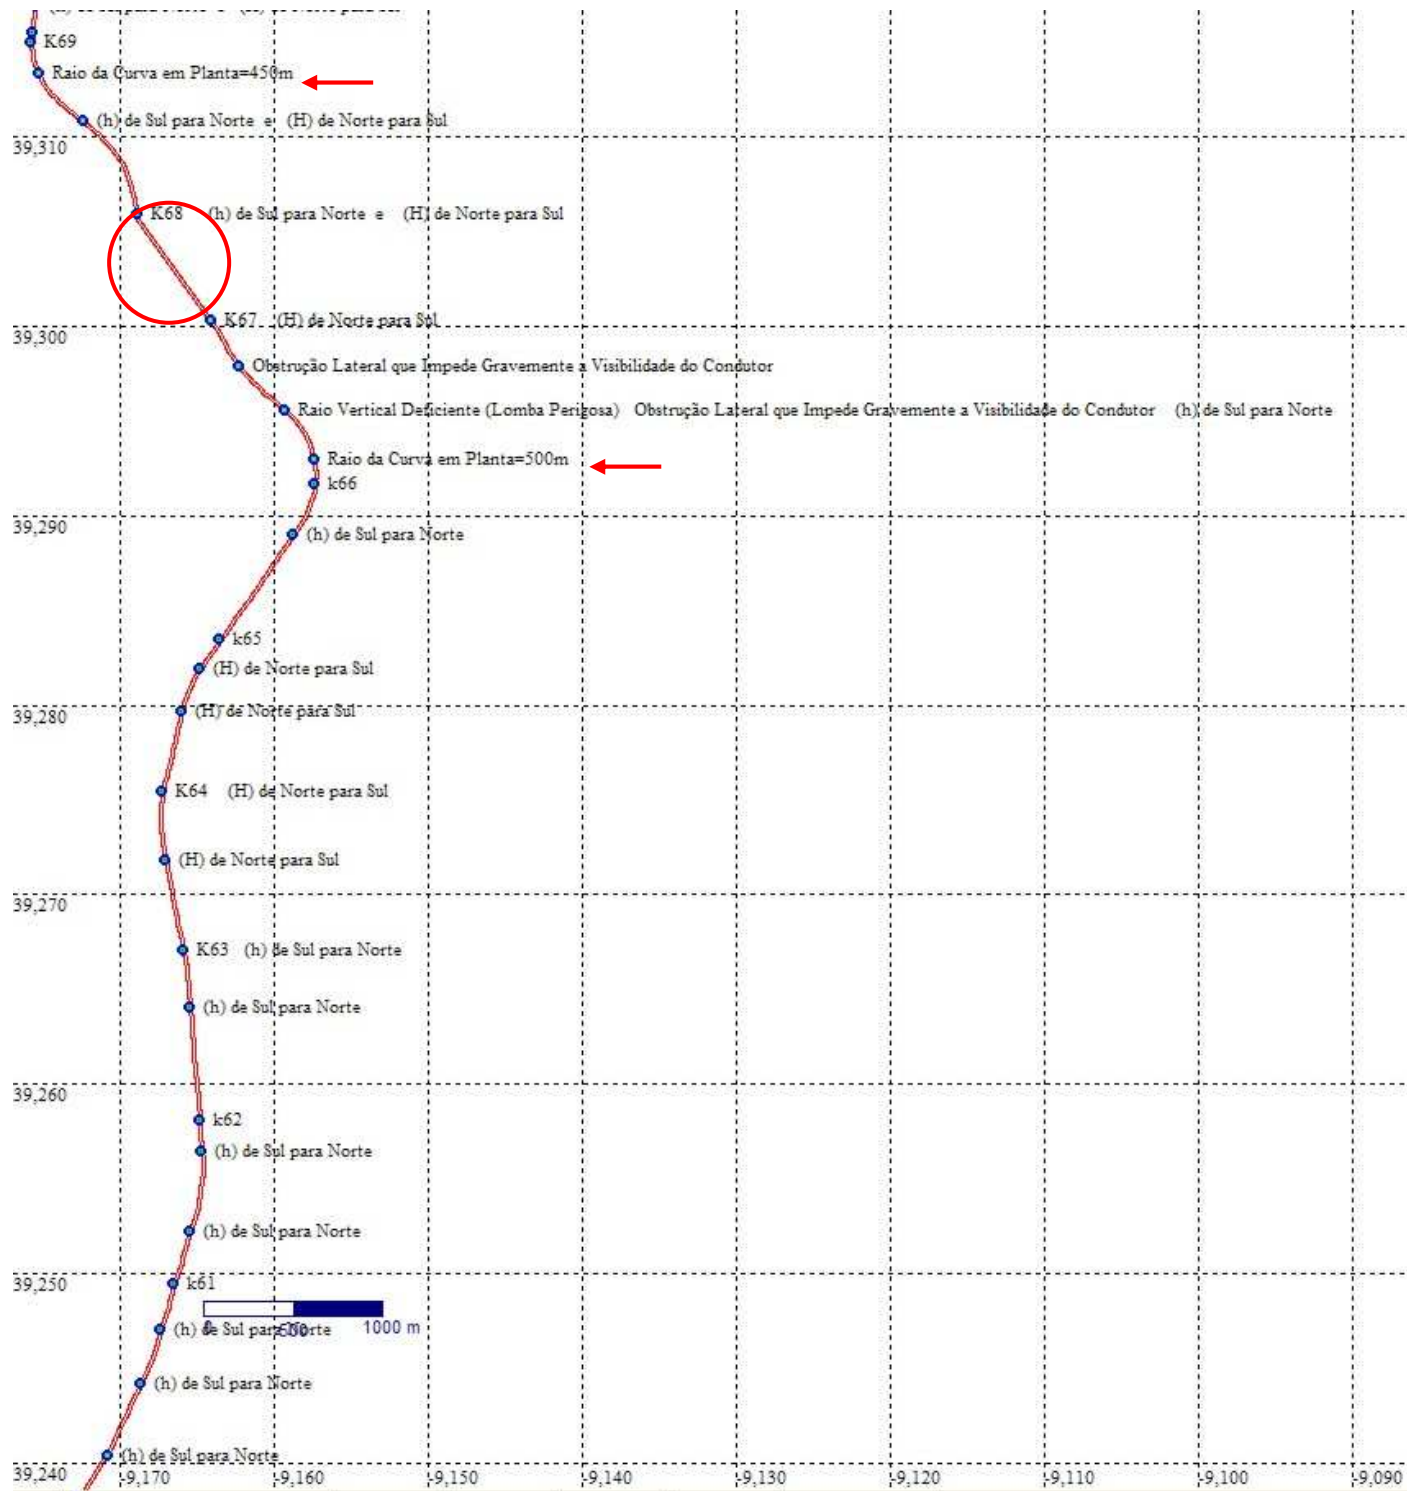 K69
Raio da Curva em Planta=450m
(h) de Sul para Norte e (H) de Norte para Sul
39,310
K68 (h) de Sul para Norte e (H) de Norte para Sul
K67 (H) de Norte para Sul
39,300
Obstrução Lateral que Impede Gravemente a Visibilidade do Condutor
Raio Vertical Deficiente (Lomba Perigosa) Obstrução Lateral que Impede Gravemente a Visibilidade do Condutor (h) de Sul para Norte
Raio da Curva em Planta=500m
k66
39,290
(h) de Sul para Norte
k65
(H) de Norte para Sul
(H) de Norte para Sul
39,280
K64 (H) de Norte para Sul
(H) de Norte para Sul
39,270
K63 (h) de Sul para Norte
(h) de Sul para Norte
39,260
k62
(h) de Sul para Norte
(h) de Sul para Norte
39,250
k61
0 500 1000 m
(h) de Sul para Norte
(h) de Sul para Norte
(h) de Sul para Norte
39,240 -9,170 -9,160 -9,150 -9,140 -9,130 -9,120 -9,110 -9,100 -9,090